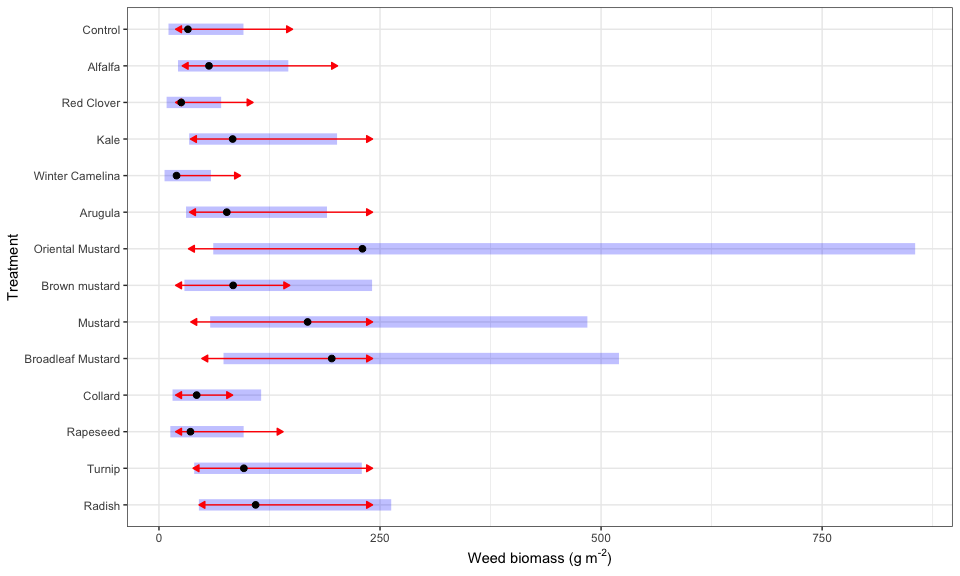 Control
Alfalfa
Red Clover
Kale
Winter Camelina
Arugula
Oriental Mustard
Brown mustard
Mustard
Broadleaf Mustard
Collard
Rapeseed
Turnip
Radish
Treatment
0 250 500 750
Weed biomass (g m⁻²)